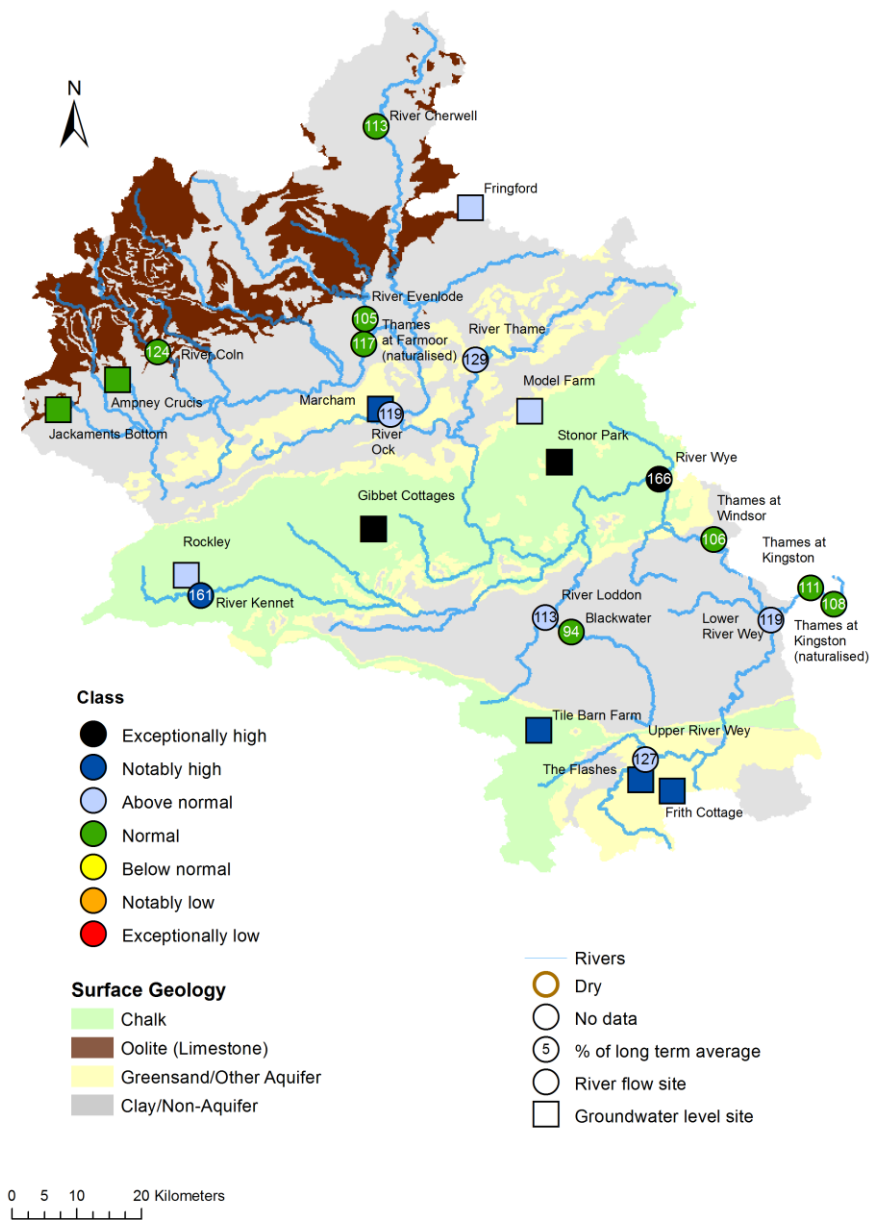 N
River Cherwell
113
Fringford
River Evenlode
105
Thames
at Farmoor
(naturalised)
117
River Thame
129
124
River Coln
Ampney Crucis
Jackaments Bottom
Marcham
119
River
Ock
Model Farm
Stonor Park
River Wye
166
Gibbet Cottages
Thames at
Windsor
106
Rockley
161
River Kennet
Thames at
Kingston
111
108
Thames at
Kingston
(naturalised)
River Loddon
113
Blackwater
94
Lower
River Wey
119
Tile Barn Farm
Upper River Wey
127
The Flashes
Frith Cottage
Class
Exceptionally high
Notably high
Above normal
Normal
Below normal
Notably low
Exceptionally low
Surface Geology
Chalk
Oolite (Limestone)
Greensand/Other Aquifer
Clay/Non-Aquifer
Rivers
Dry
No data
5 % of long term average
River flow site
Groundwater level site
0 5 10 20 Kilometers